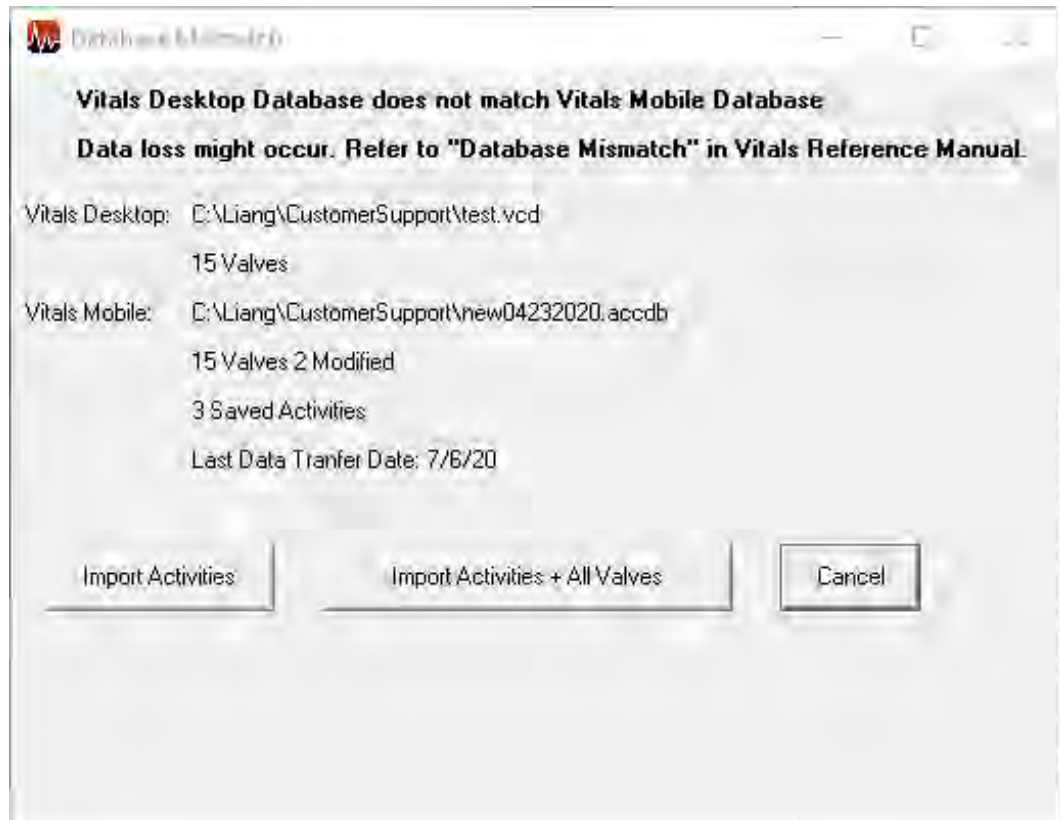 Database Mismatch
Vitals Desktop Database does not match Vitals Mobile Database
Data loss might occur. Refer to "Database Mismatch" in Vitals Reference Manual.
Vitals Desktop: C:\Liang\CustomerSupport\test.vcd
15 Valves
Vitals Mobile: C:\Liang\CustomerSupport\new04232020.accdb
15 Valves 2 Modified
3 Saved Activities
Last Data Tranfer Date: 7/6/20
Import Activities Import Activities + All Valves Cancel